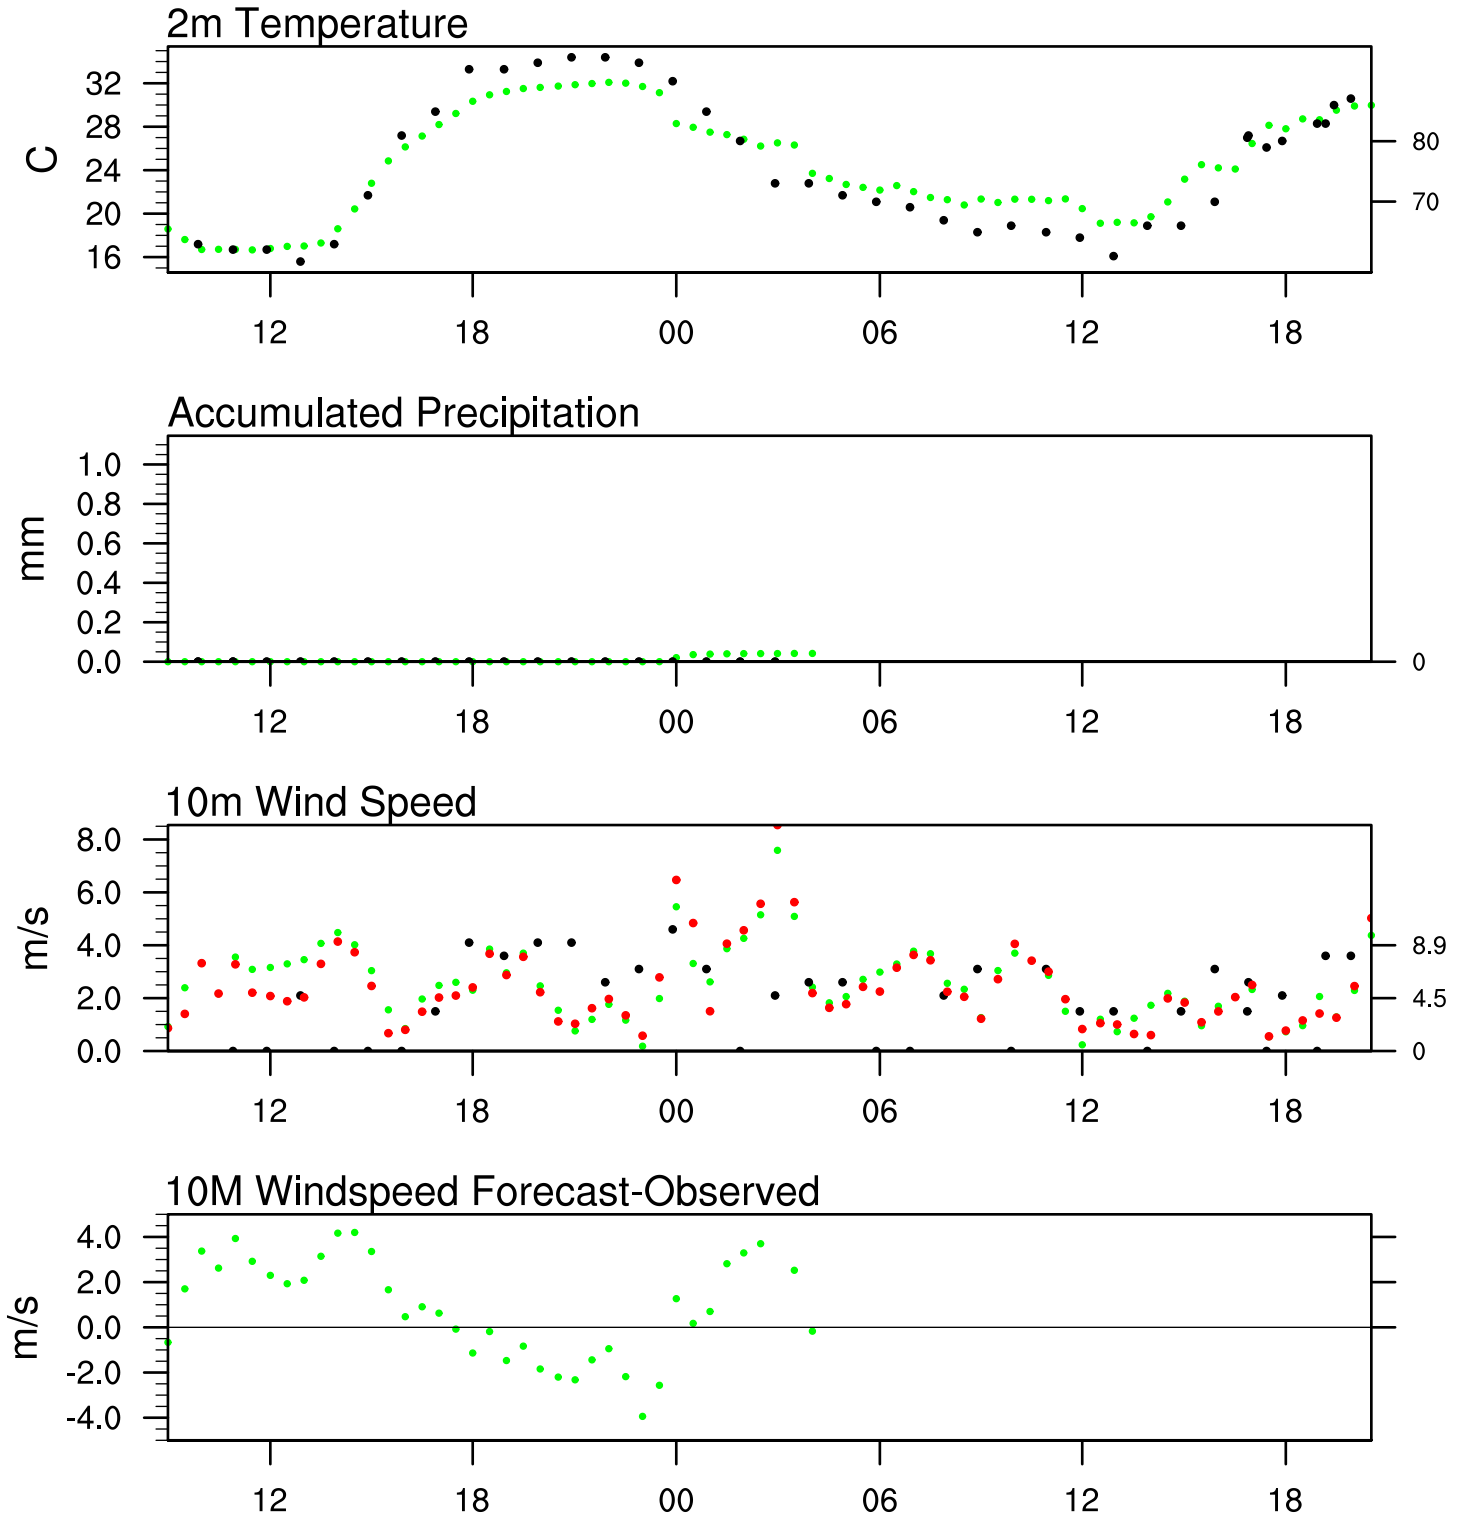 2m Temperature
C
32
28
24
20
16
80
70
12 18 00 06 12 18
Accumulated Precipitation
mm
1.0
0.8
0.6
0.4
0.2
0.0
0
12 18 00 06 12 18
10m Wind Speed
m/s
8.0
6.0
4.0
2.0
0.0
8.9
4.5
0
12 18 00 06 12 18
10M Windspeed Forecast-Observed
m/s
4.0
2.0
0.0
-2.0
-4.0
12 18 00 06 12 18